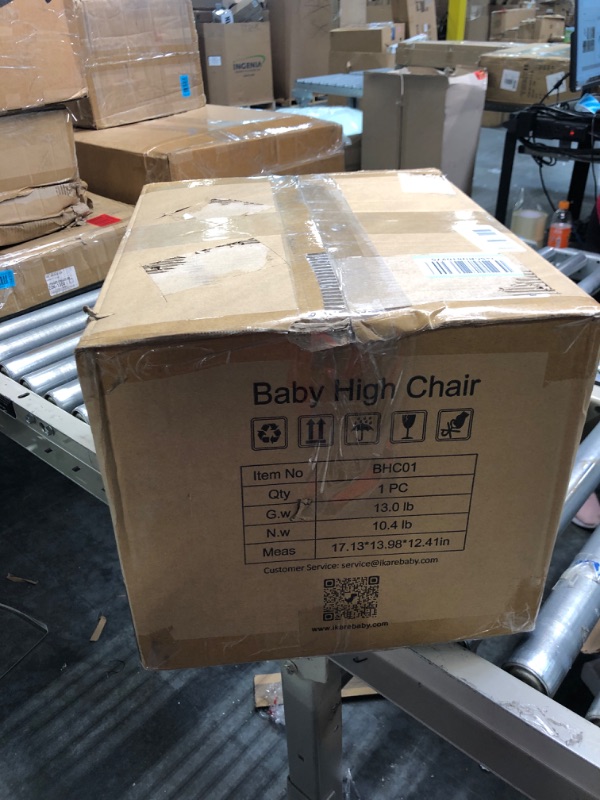 INGENIA
Baby High Chair
Item No BHC01
Qty 1 PC
G.w 13.0 lb
N.w 10.4 lb
Meas 17.13*13.98*12.41in
Customer Service: service@ikarebaby.com
www.ikarebaby.com